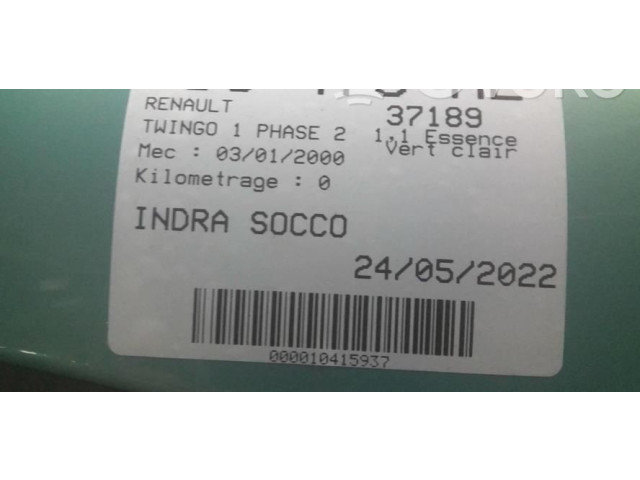 RENAULT 37189
TWINGO 1 PHASE 2 1.1 Essence
Mec : 03/01/2000 Vert clair
Kilometrage : 0
INDRA SOCCO
24/05/2022
000010415937